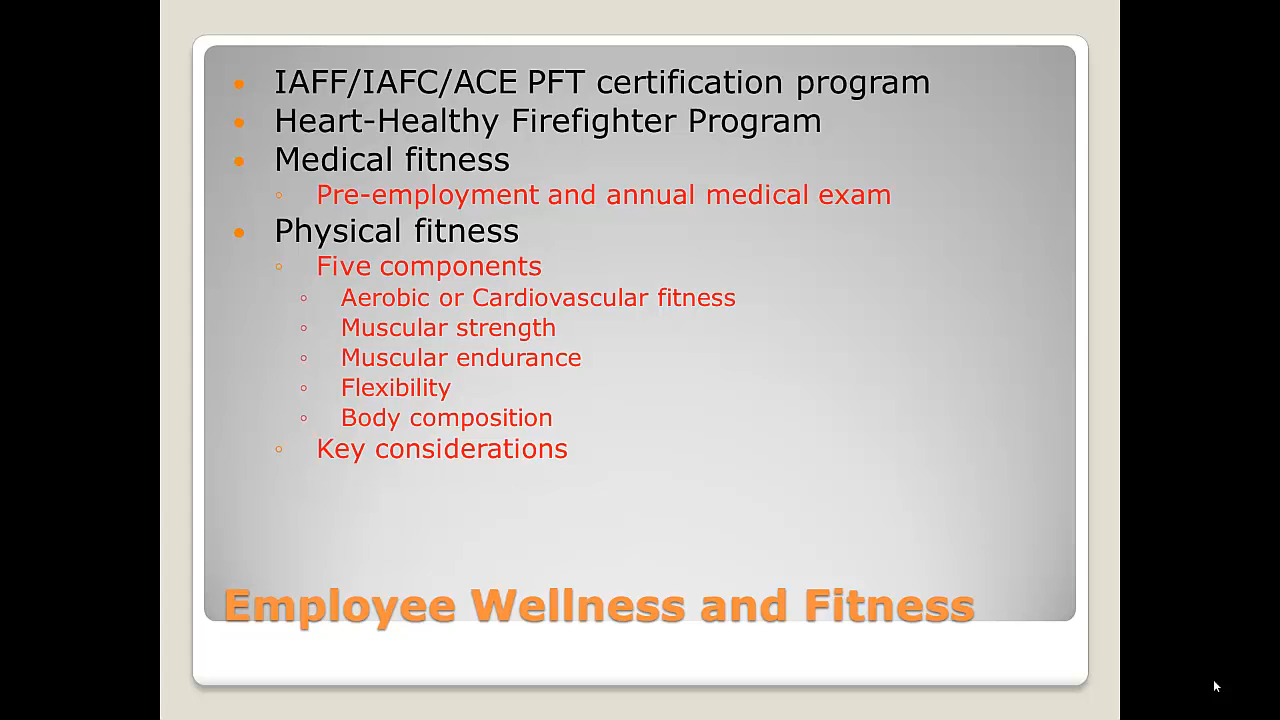 IAFF/IAFC/ACE PFT certification program
Heart-Healthy Firefighter Program
Medical fitness
Pre-employment and annual medical exam
Physical fitness
Five components
Aerobic or Cardiovascular fitness
Muscular strength
Muscular endurance
Flexibility
Body composition
Key considerations
Employee Wellness and Fitness